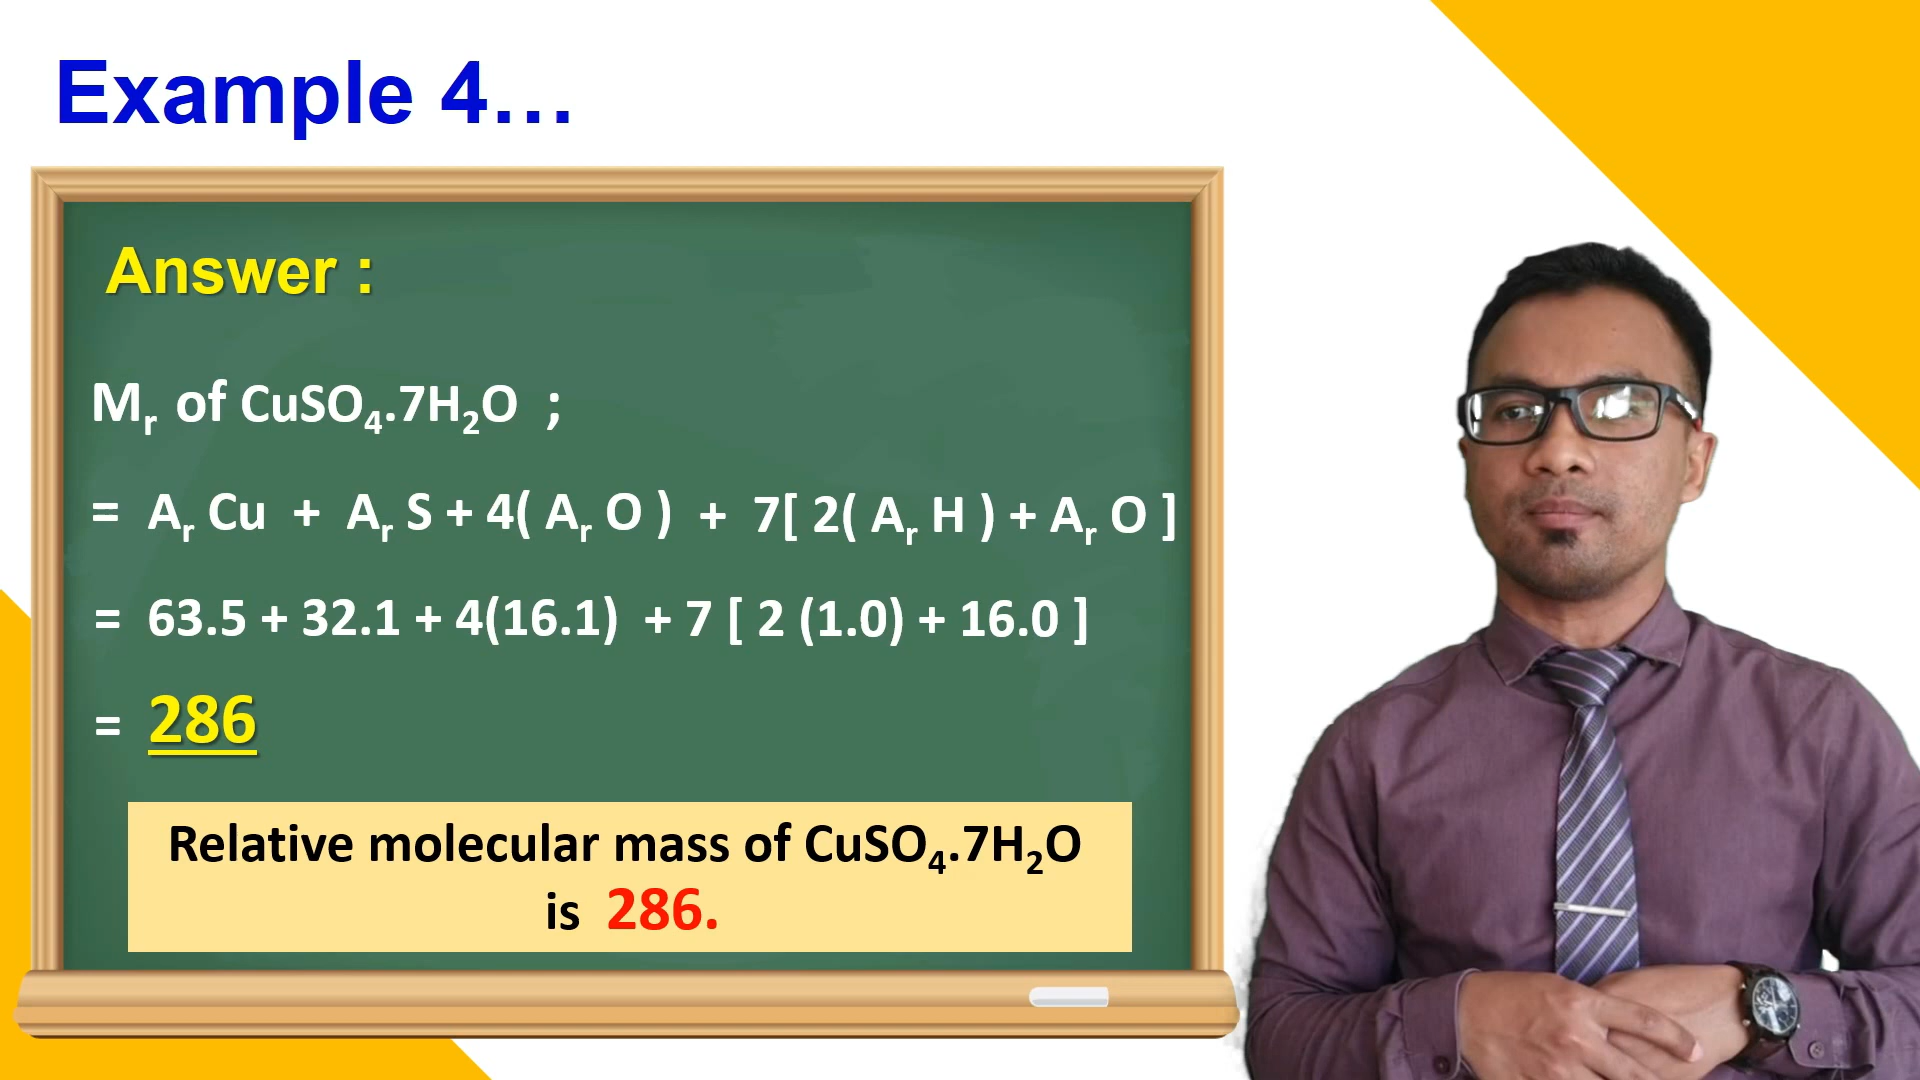 Example 4...
Answer :
Mr of CuSO4.7H2O ;
= Ar Cu + Ar S + 4( Ar O ) + 7[ 2( Ar H ) + Ar O ]
= 63.5 + 32.1 + 4(16.1) + 7 [ 2 (1.0) + 16.0 ]
= 286
Relative molecular mass of CuSO4.7H2O
is 286.